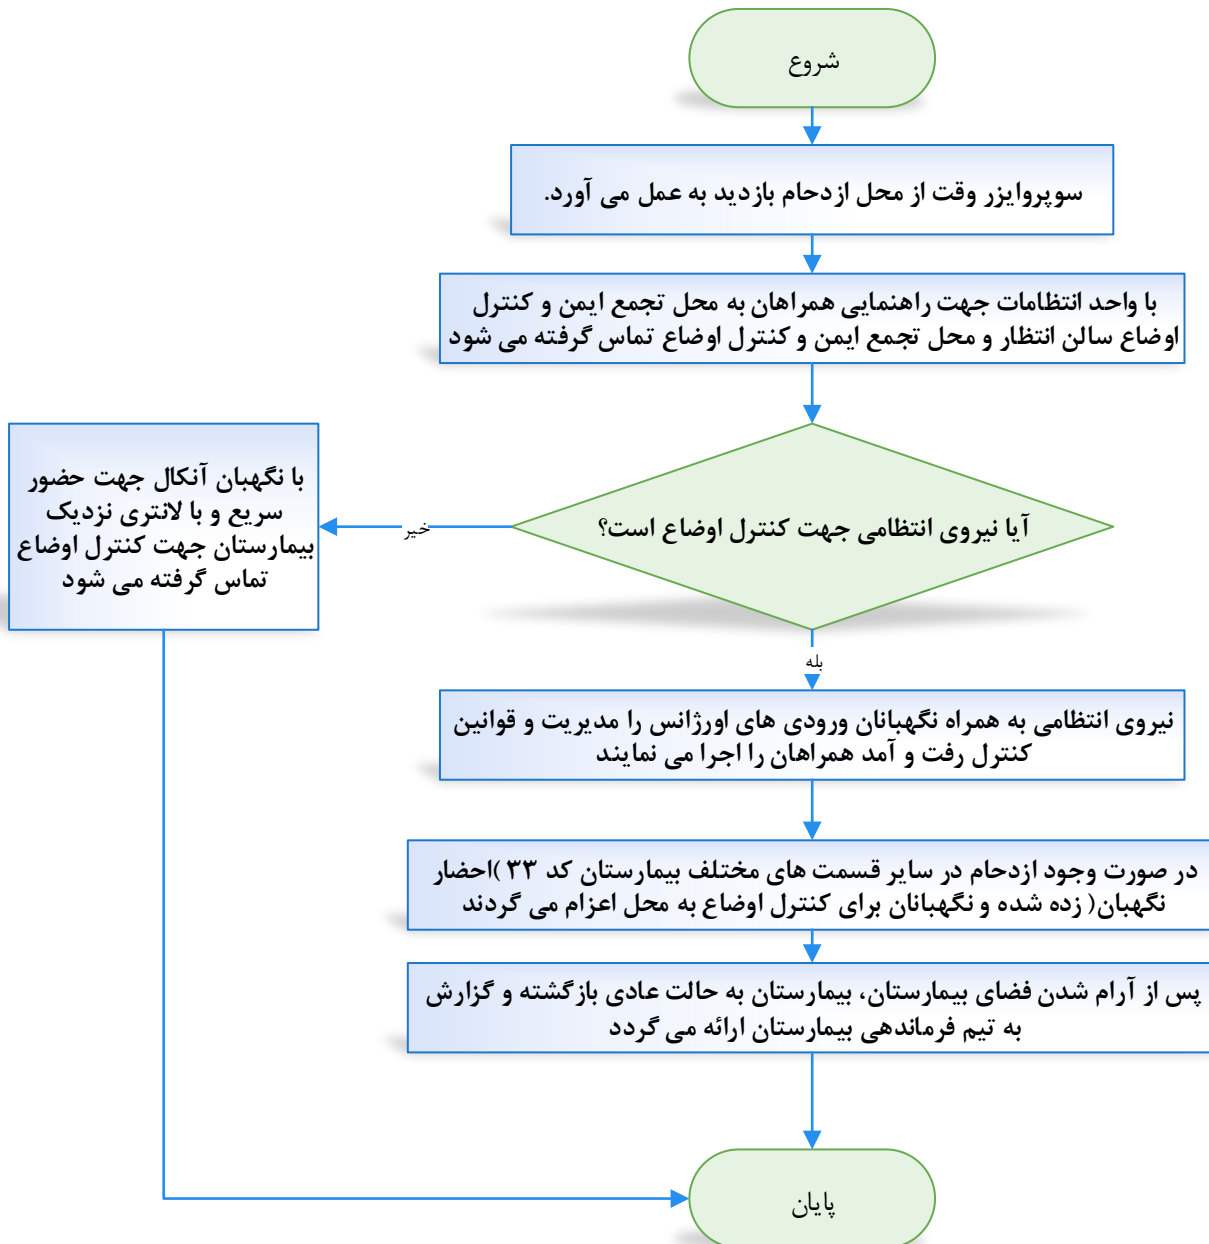 شروع
سوپروایزر وقت از محل ازدحام بازدید به عمل می آورد.
با واحد انتظامات جهت راهنمایی همراهان به محل تجمع ایمن و کنترل
اوضاع سالن انتظار و محل تجمع ایمن و کنترل اوضاع تماس گرفته می شود
آیا نیروی انتظامی جهت کنترل اوضاع است؟
خیر
با نگهبان آنکال جهت حضور
سریع و با لانتری نزدیک
بیمارستان جهت کنترل اوضاع
تماس گرفته می شود
بله
نیروی انتظامی به همراه نگهبانان ورودی های اورژانس را مدیریت و قوانین
کنترل رفت و آمد همراهان را اجرا می نمایند
در صورت وجود ازدحام در سایر قسمت های مختلف بیمارستان کد ۳۳ )احضار
نگهبان( زده شده و نگهبانان برای کنترل اوضاع به محل اعزام می گردند
پس از آرام شدن فضای بیمارستان، بیمارستان به حالت عادی بازگشته و گزارش
به تیم فرماندهی بیمارستان ارائه می گردد
پایان